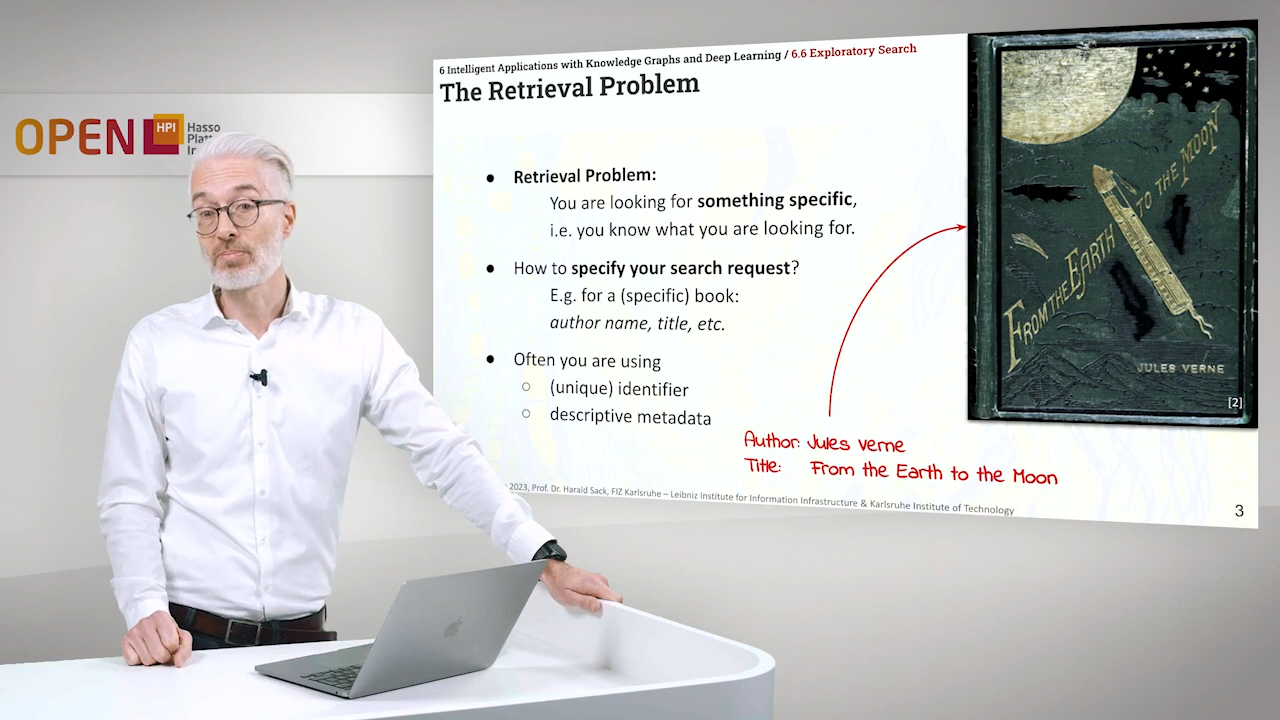 OPEN
HPI
Hasso
6 Intelligent Applications with Knowledge Graphs and Deep Learning / 6.6 Exploratory Search
The Retrieval Problem
● Retrieval Problem:
You are looking for something specific,
i.e. you know what you are looking for.
● How to specify your search request?
E.g. for a (specific) book:
author name, title, etc.
● Often you are using
○ (unique) identifier
○ descriptive metadata
Author: Jules Verne
Title: From the Earth to the Moon
FROM THE EARTH
TO THE MOON
JULES VERNE
[2]
2023, Prof. Dr. Harald Sack, FIZ Karlsruhe – Leibniz Institute for Information Infrastructure & Karlsruhe Institute of Technology
3